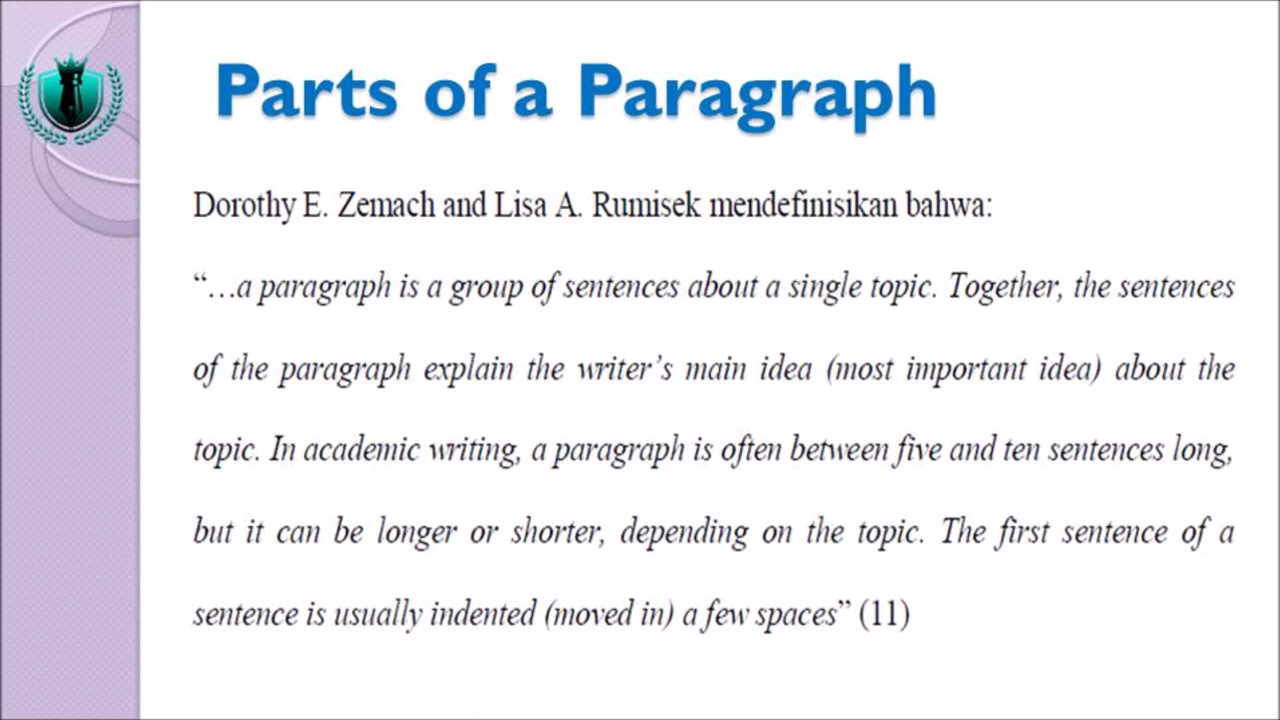 Parts of a Paragraph
Dorothy E. Zemach and Lisa A. Rumisek mendefinisikan bahwa:
“…a paragraph is a group of sentences about a single topic. Together, the sentences
of the paragraph explain the writer’s main idea (most important idea) about the
topic. In academic writing, a paragraph is often between five and ten sentences long,
but it can be longer or shorter, depending on the topic. The first sentence of a
sentence is usually indented (moved in) a few spaces” (11)